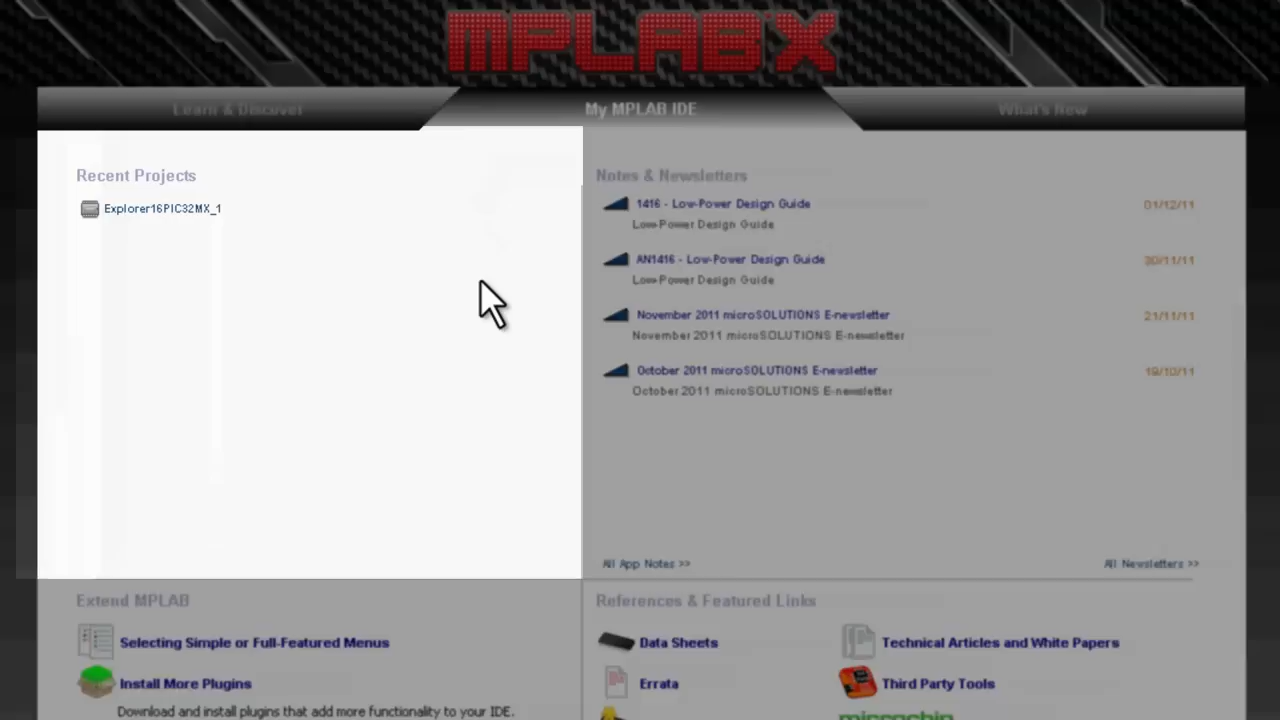 MPLAB X
Learn & Discover
My MPLAB IDE
What's New
Recent Projects
Explorer16PIC32MX_1
Notes & Newsletters
1416 - Low-Power Design Guide
01/12/11
Low-Power Design Guide
AN1416 - Low-Power Design Guide
30/11/11
Low-Power Design Guide
November 2011 microSOLUTIONS E-newsletter
21/11/11
November 2011 microSOLUTIONS E-newsletter
October 2011 microSOLUTIONS E-newsletter
19/10/11
October 2011 microSOLUTIONS E-newsletter
All App Notes >>
All Newsletters >>
Extend MPLAB
Selecting Simple or Full-Featured Menus
Install More Plugins
Download and install plugins that add more functionality to your IDE.
References & Featured Links
Data Sheets
Technical Articles and White Papers
Errata
Third Party Tools
microchip